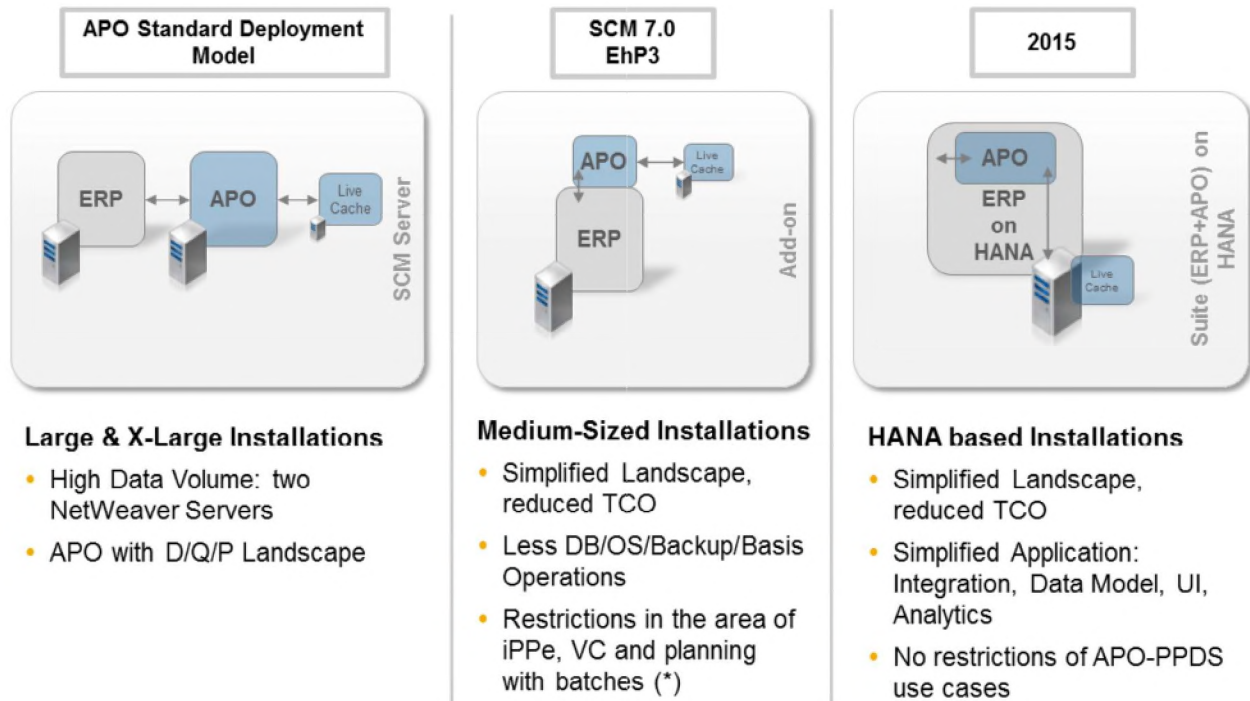 APO Standard Deployment
Model
ERP
APO
Live
Cache
SCM Server
Large & X-Large Installations
• High Data Volume: two
NetWeaver Servers
• APO with D/Q/P Landscape
SCM 7.0
EhP3
APO
Live
Cache
ERP
Add-on
Medium-Sized Installations
• Simplified Landscape,
reduced TCO
• Less DB/OS/Backup/Basis
Operations
• Restrictions in the area of
iPPe, VC and planning
with batches (*)
2015
APO
ERP
on
HANA
Live
Cache
Suite (ERP+APO) on
HANA
HANA based Installations
• Simplified Landscape,
reduced TCO
• Simplified Application:
Integration, Data Model, UI,
Analytics
• No restrictions of APO-PPDS
use cases